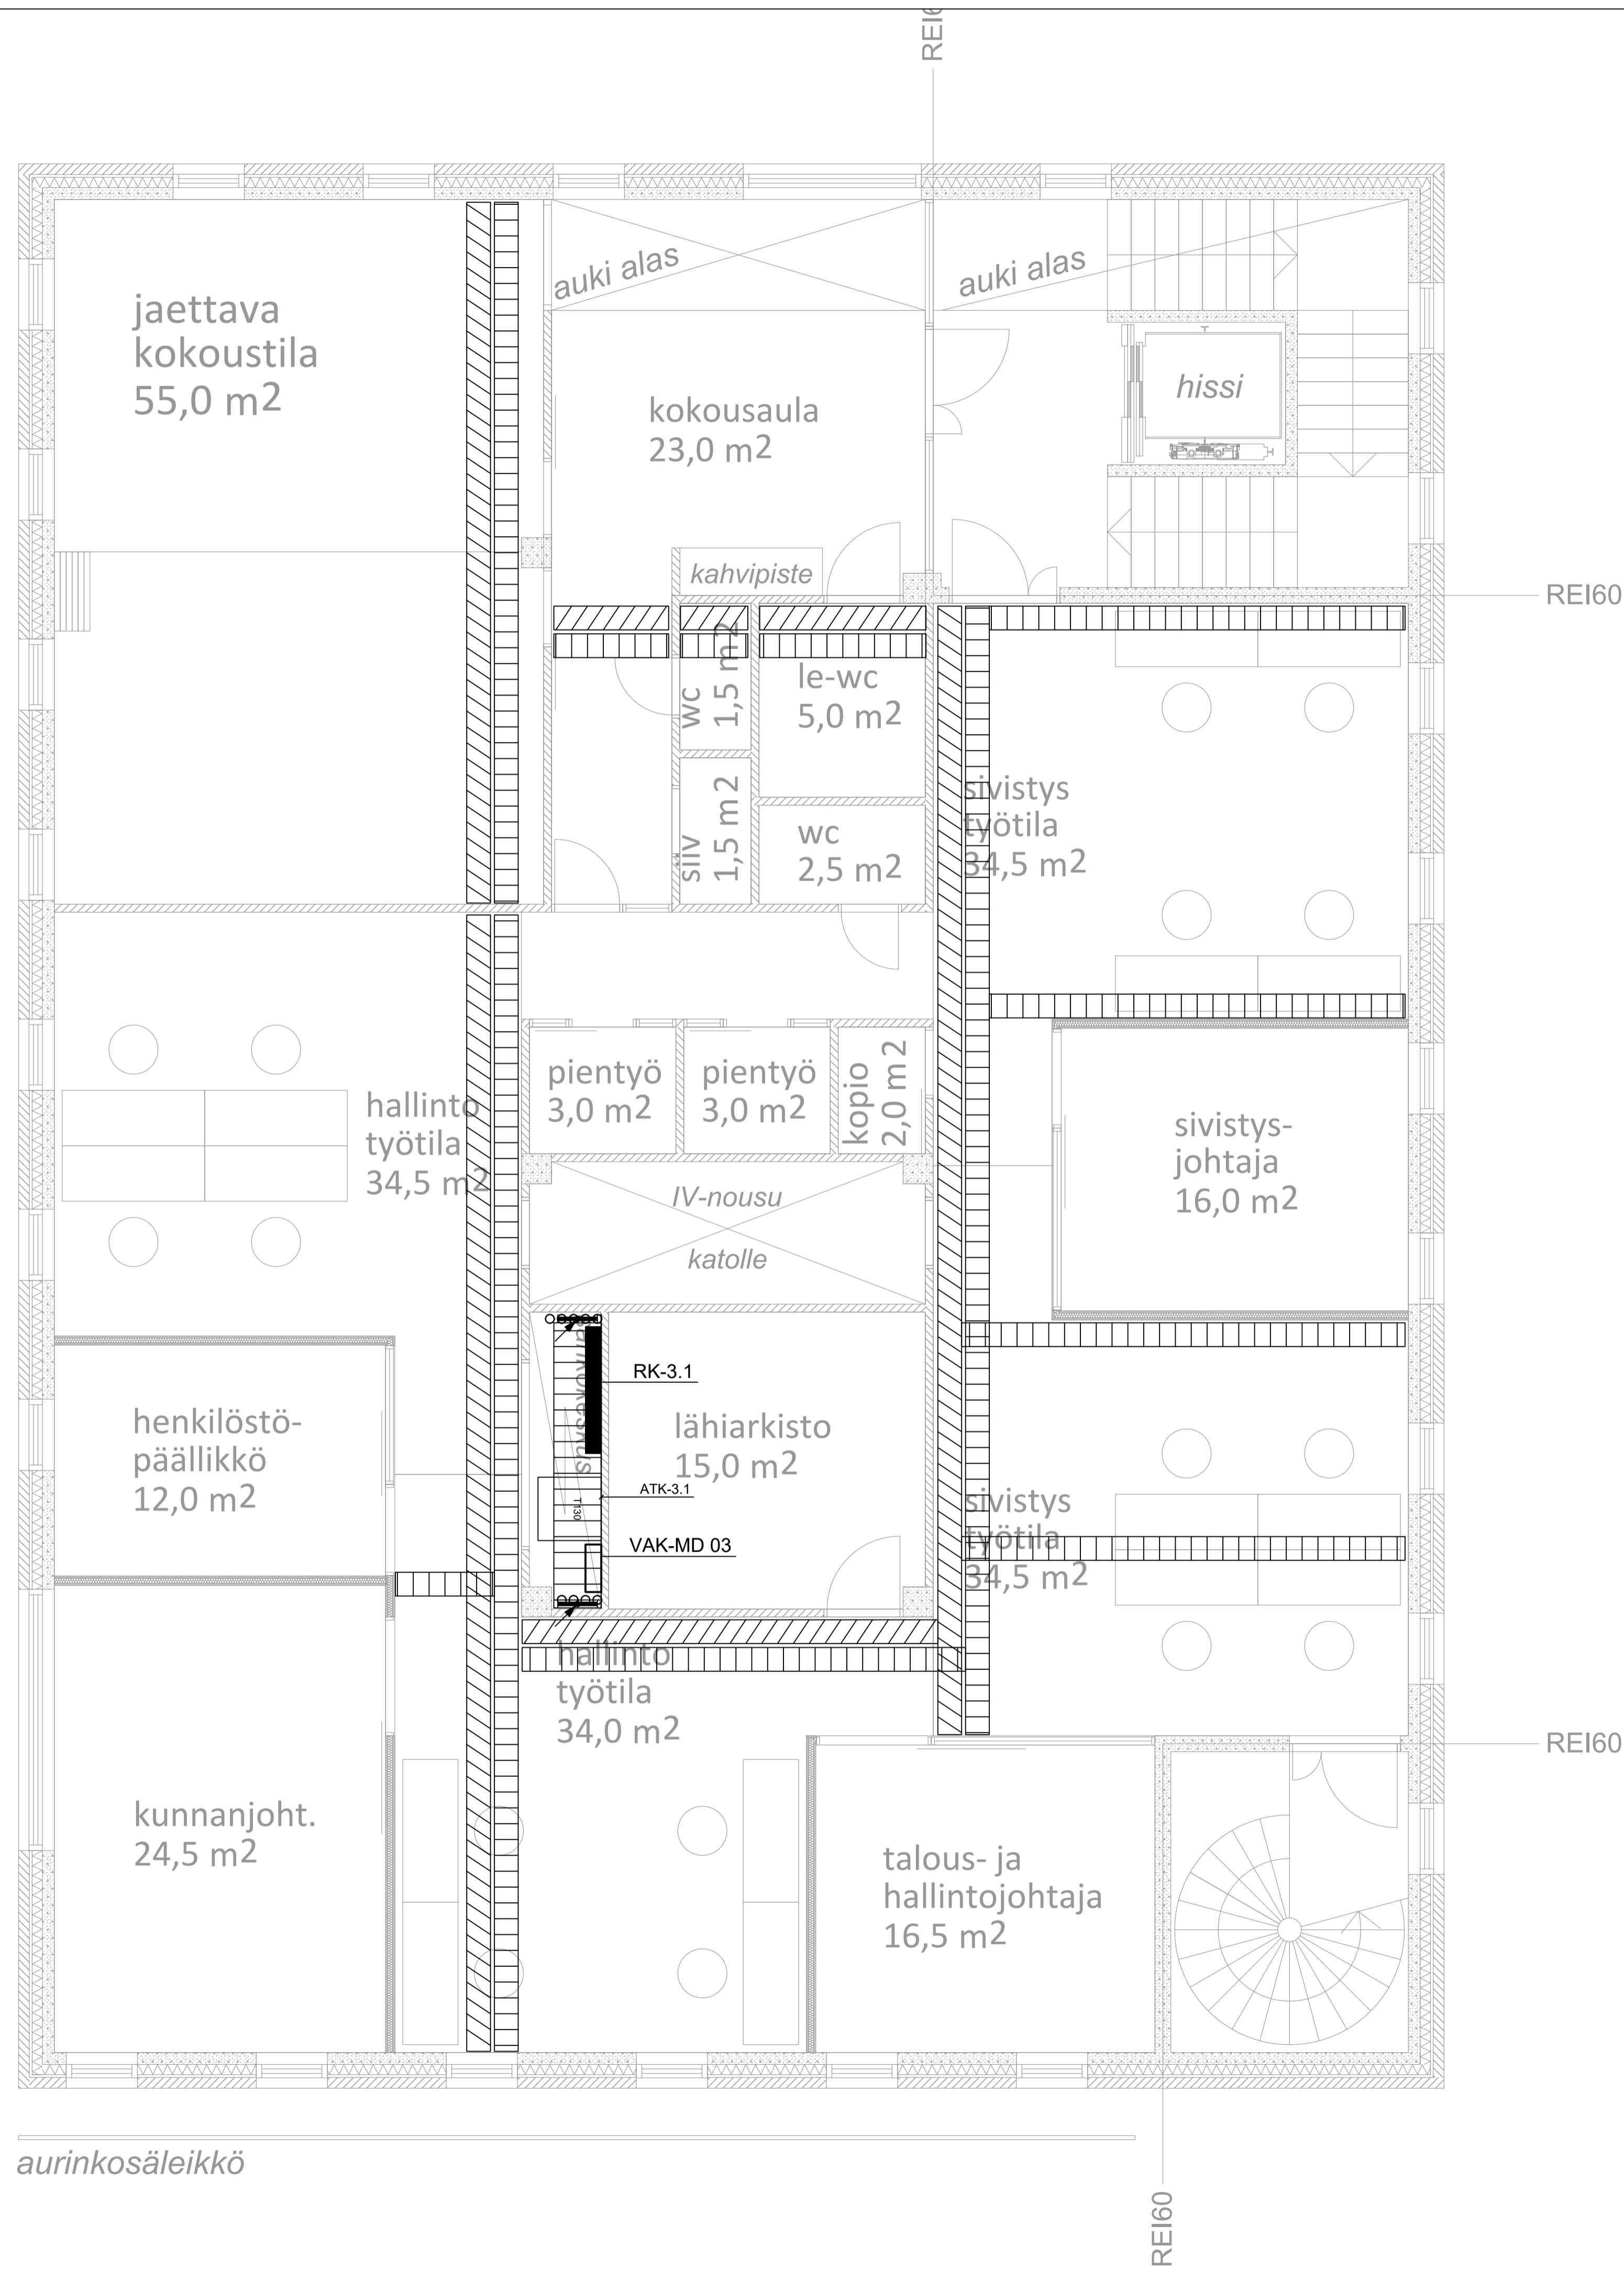 REI6
auki alas
auki alas
jaettava
kokoustila
55,0 m2
hissi
kokousaula
23,0 m2
kahvipiste
REI60
wc
1,5 m2
le-wc
5,0 m2
siiv
1,5 m2
wc
2,5 m2
sivistys
työtila
34,5 m2
pientyö
3,0 m2
pientyö
3,0 m2
kopio
2,0 m2
hallinto
työtila
34,5 m2
sivistys-
johtaja
16,0 m2
IV-nousu
katolle
RK-3.1
lähiarkisto
15,0 m2
ATK-3.1
T130
VAK-MD 03
henkilöstö-
päällikkö
12,0 m2
sivistys
työtila
34,5 m2
hallinto
työtila
34,0 m2
REI60
kunnanjoht.
24,5 m2
talous- ja
hallintojohtaja
16,5 m2
aurinkosäleikkö
REI60